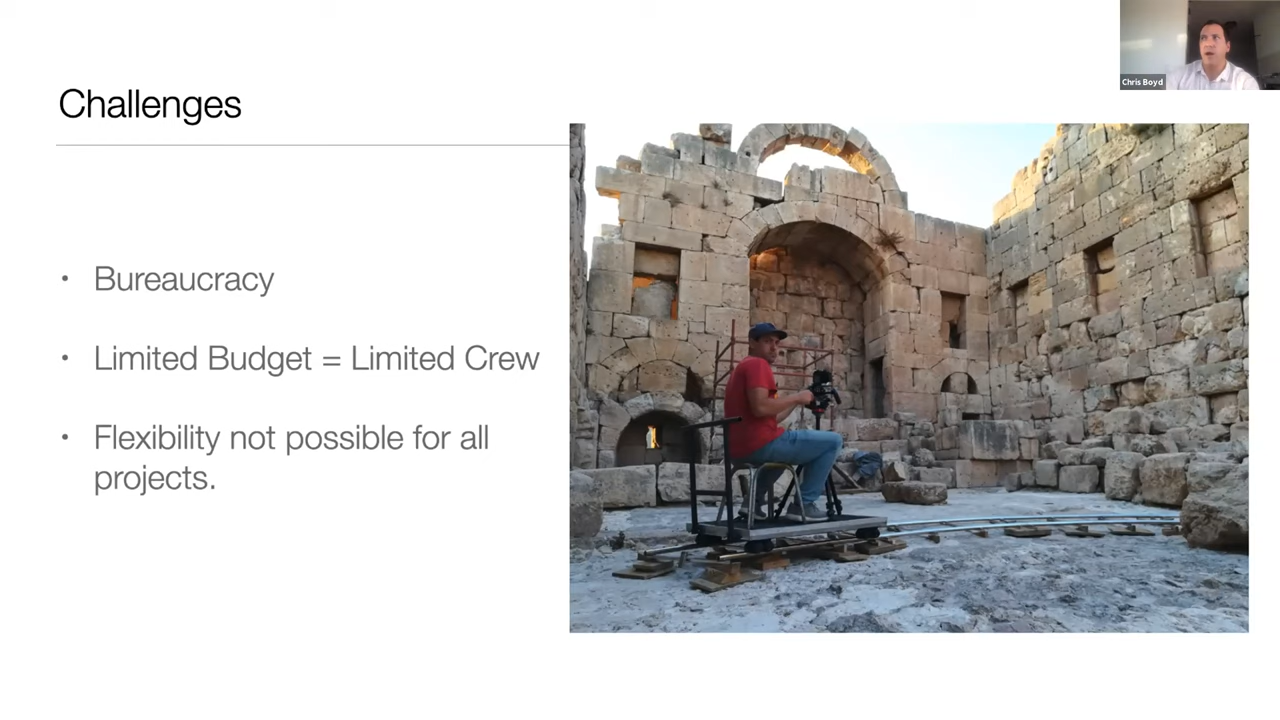 Chris Boyd
Challenges
• Bureaucracy
• Limited Budget = Limited Crew
• Flexibility not possible for all
projects.